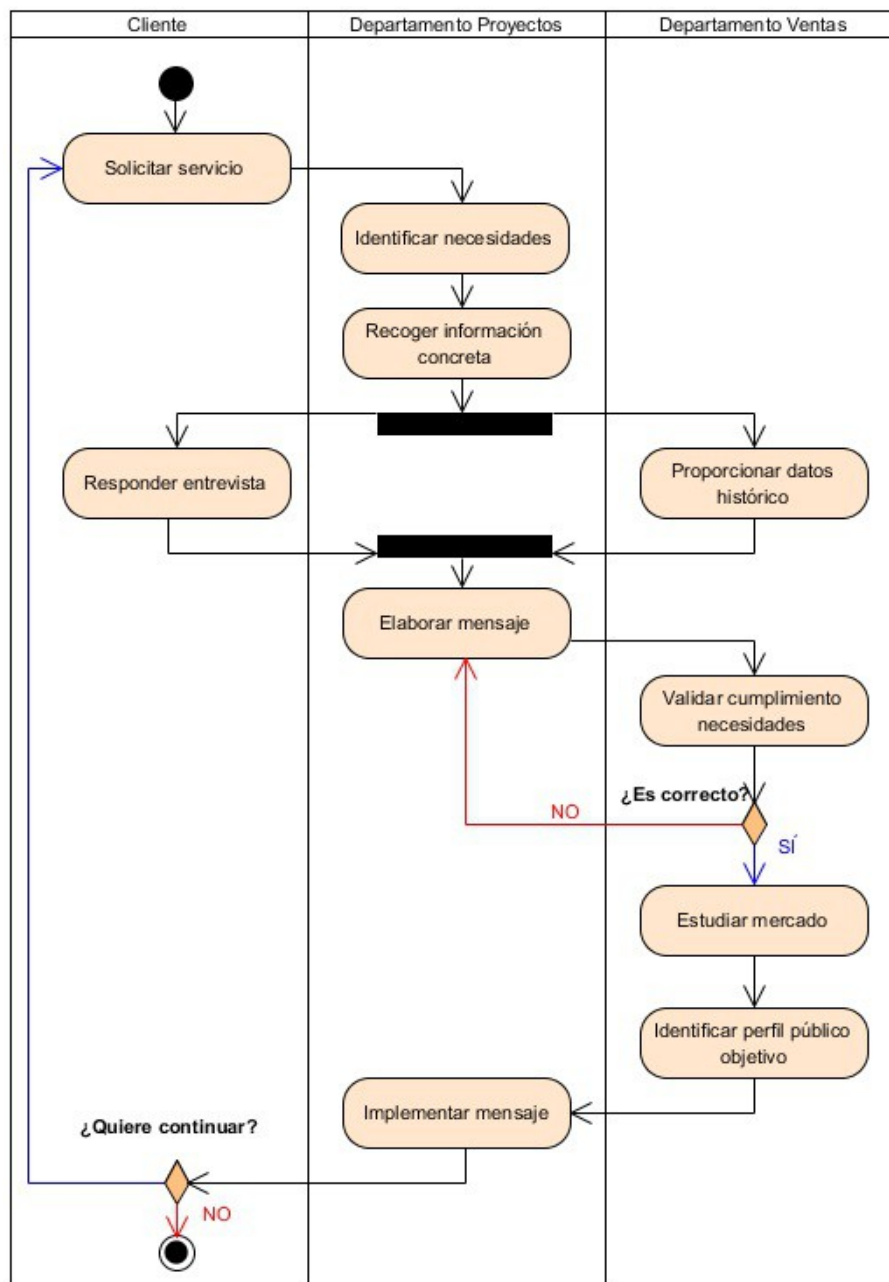 Cliente
Departamento Proyectos
Departamento Ventas
Solicitar servicio
Identificar necesidades
Recoger información
concreta
Responder entrevista
Proporcionar datos
histórico
Elaborar mensaje
Validar cumplimiento
necesidades
¿Es correcto?
NO
SÍ
Estudiar mercado
Identificar perfil público
objetivo
Implementar mensaje
¿Quiere continuar?
NO